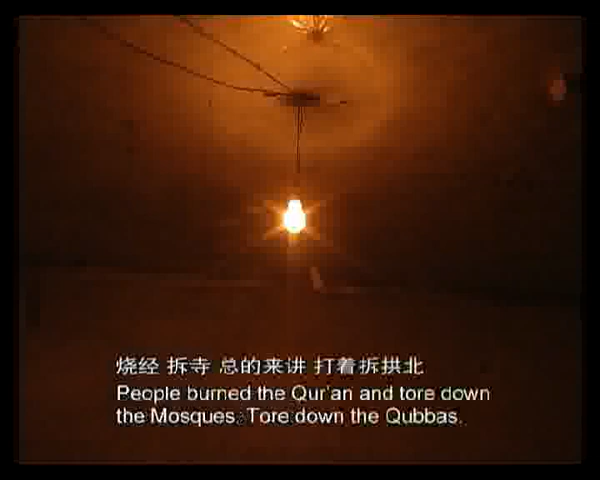 烧经 拆寺 总的来讲 打着拆拱北
People burned the Qur'an and tore down
the Mosques. Tore down the Qubbas.